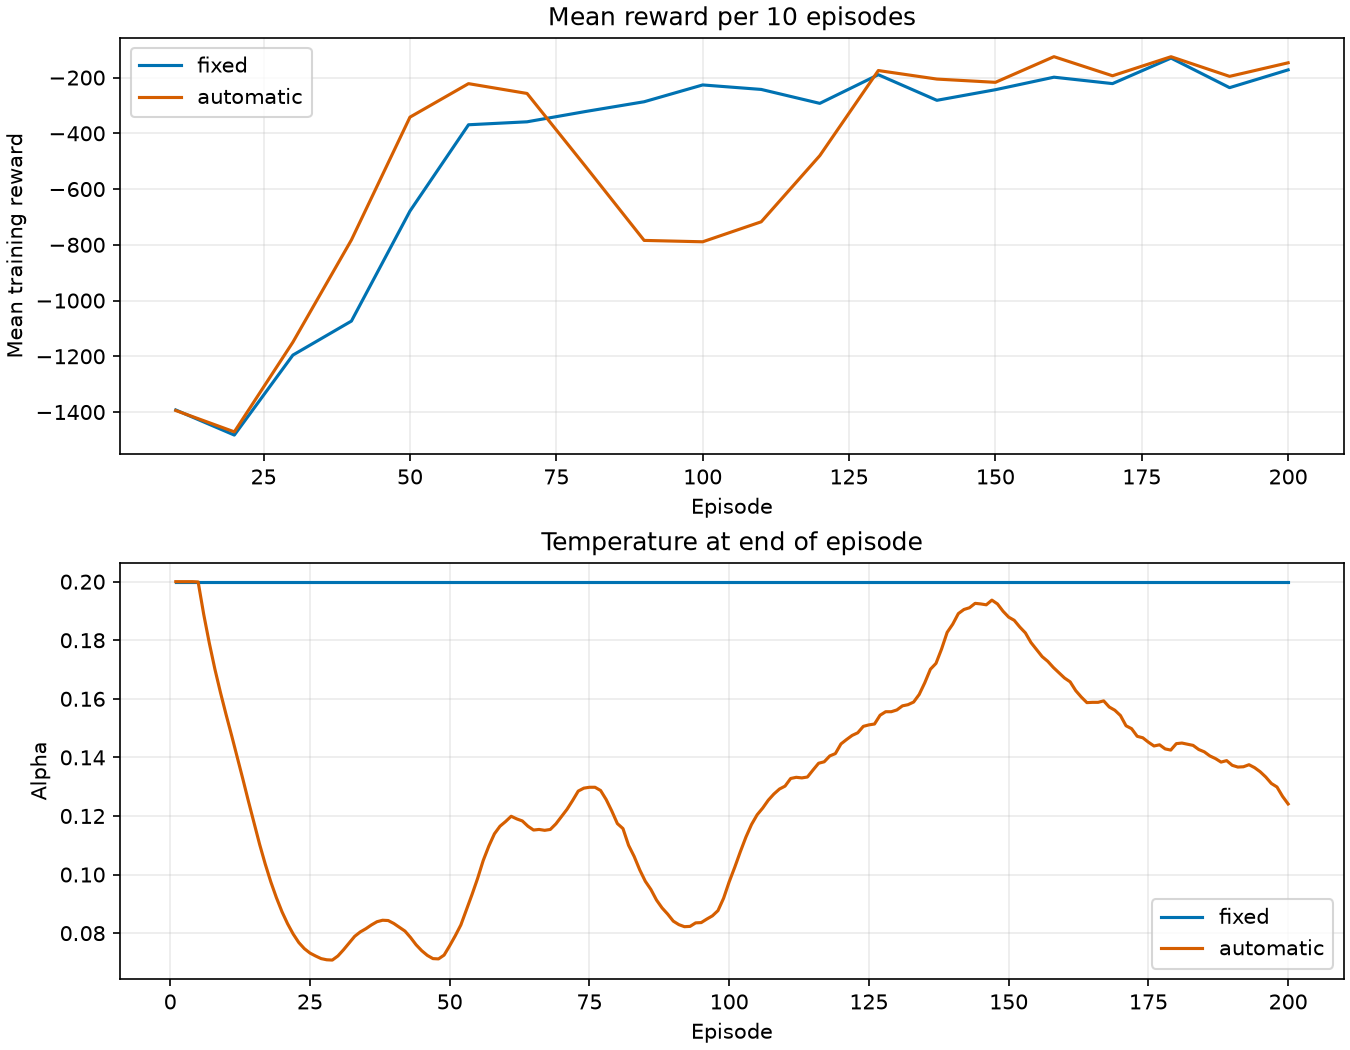 Mean reward per 10 episodes
fixed
automatic
Mean training reward
−200
−400
−600
−800
−1000
−1200
−1400
25 50 75 100 125 150 175 200
Episode
Temperature at end of episode
Alpha
0.20
0.18
0.16
0.14
0.12
0.10
0.08
fixed
automatic
0 25 50 75 100 125 150 175 200
Episode